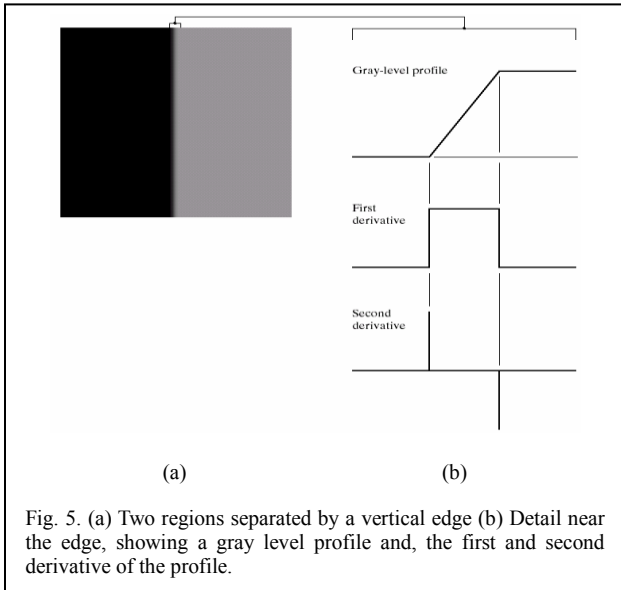 Gray-level profile
First
derivative
Second
derivative
(a)
(b)
Fig. 5. (a) Two regions separated by a vertical edge (b) Detail near
the edge, showing a gray level profile and, the first and second
derivative of the profile.